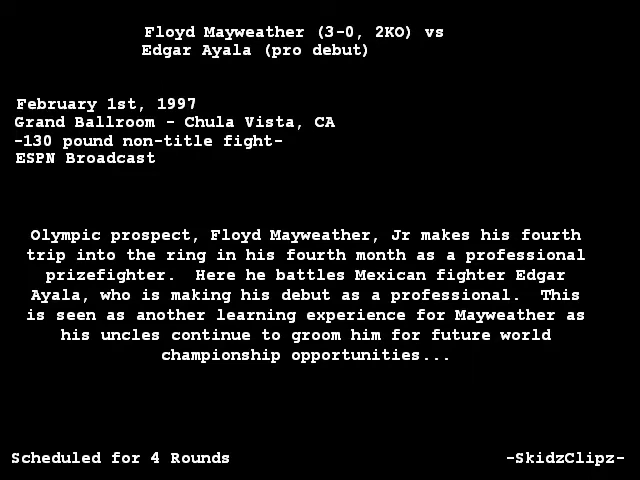 Floyd Mayweather (3-0, 2KO) vs
Edgar Ayala (pro debut)
February 1st, 1997
Grand Ballroom - Chula Vista, CA
-130 pound non-title fight-
ESPN Broadcast
Olympic prospect, Floyd Mayweather, Jr makes his fourth
trip into the ring in his fourth month as a professional
prizefighter.  Here he battles Mexican fighter Edgar
Ayala, who is making his debut as a professional.  This
is seen as another learning experience for Mayweather as
his uncles continue to groom him for future world
championship opportunities...
Scheduled for 4 Rounds
-SkidzClipz-